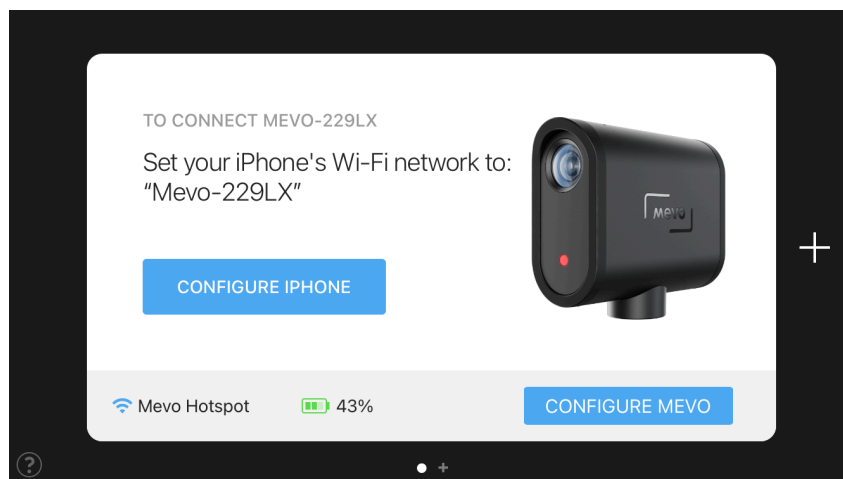 TO CONNECT MEVO-229LX
Set your iPhone's Wi-Fi network to:
“Mevo-229LX”
mevo
CONFIGURE IPHONE
Mevo Hotspot
43%
CONFIGURE MEVO
?